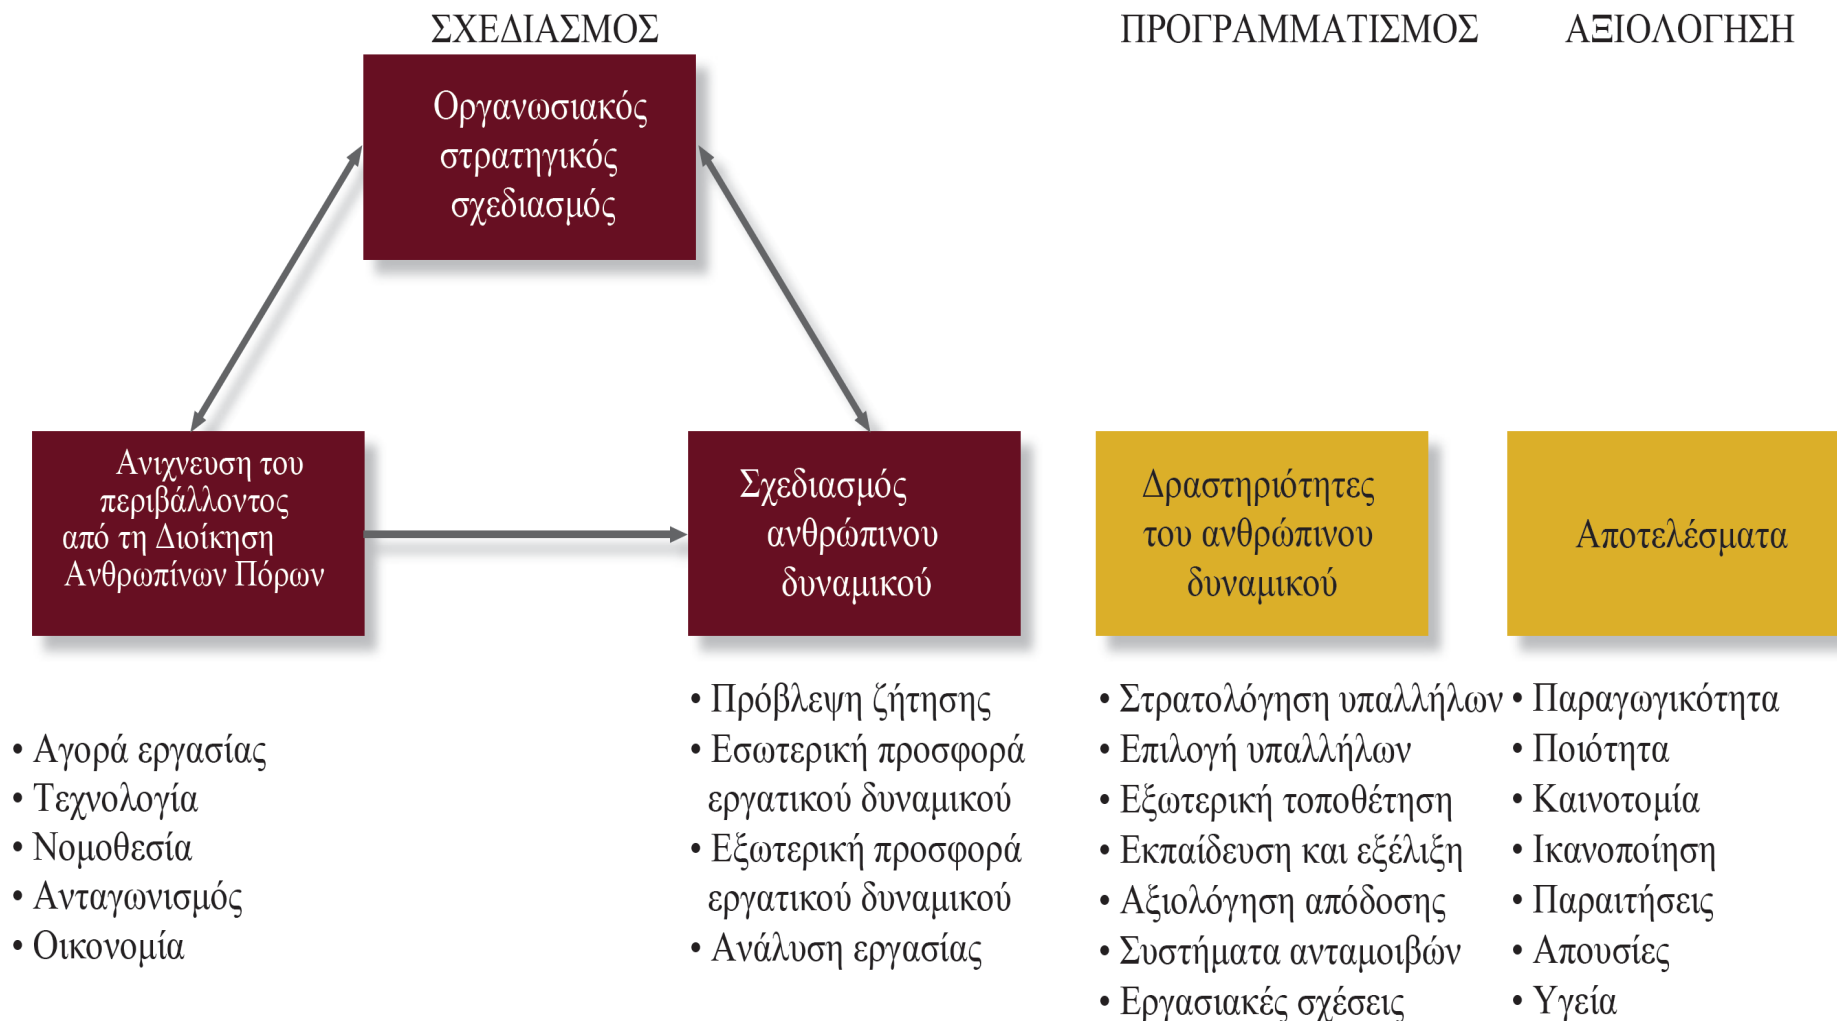 ΣΧΕΔΙΑΣΜΟΣ
ΠΡΟΓΡΑΜΜΑΤΙΣΜΟΣ
ΑΞΙΟΛΟΓΗΣΗ
Οργανωσιακός
στρατηγικός
σχεδιασμός
Ανιχνευση του
περιβάλλοντος
από τη Διοίκηση
Ανθρωπίνων Πόρων
Σχεδιασμός
ανθρώπινου
δυναμικού
Δραστηριότητες
του ανθρώπινου
δυναμικού
Αποτελέσματα
• Αγορά εργασίας
• Τεχνολογία
• Νομοθεσία
• Ανταγωνισμός
• Οικονομία
• Πρόβλεψη ζήτησης
• Εσωτερική προσφορά
εργατικού δυναμικού
• Εξωτερική προσφορά
εργατικού δυναμικού
• Ανάλυση εργασίας
• Στρατολόγηση υπαλλήλων
• Επιλογή υπαλλήλων
• Εξωτερική τοποθέτηση
• Εκπαίδευση και εξέλιξη
• Αξιολόγηση απόδοσης
• Συστήματα ανταμοιβών
• Εργασιακές σχέσεις
• Παραγωγικότητα
• Ποιότητα
• Καινοτομία
• Ικανοποίηση
• Παραιτήσεις
• Απουσίες
• Υγεία